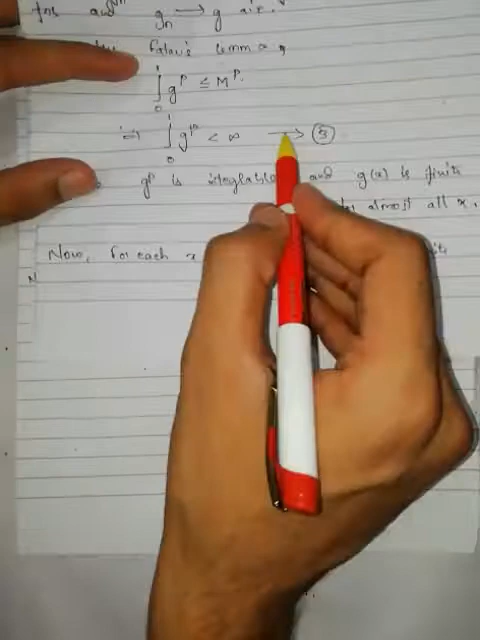 for and gn → g a.e.
Fatou's lemma,
∫₀¹ gᵖ ≤ Mᵖ.
⇒ ∫₀¹ gᵖ < ∞ → ③
gᵖ is integrable and g(x) is finite
almost all x.
Now, for each x